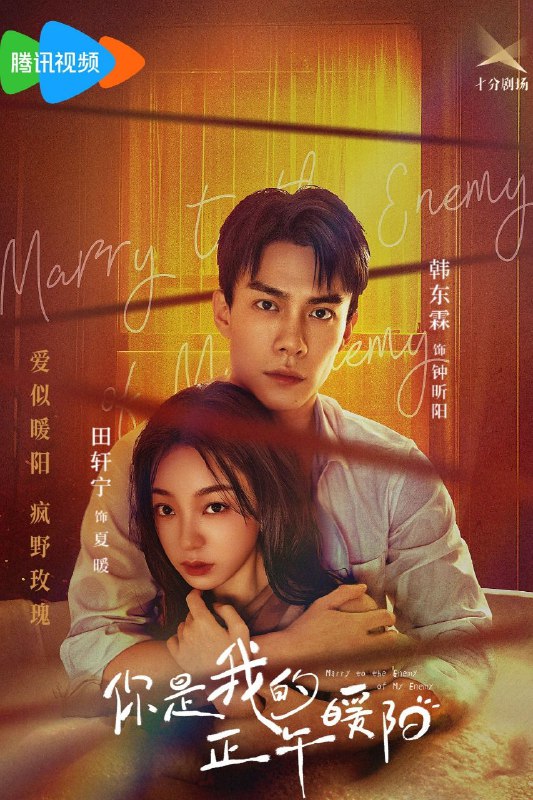 腾讯视频
十分剧场
Marry to the Enemy
of My Enemy
韩东霖
饰
钟昕阳
爱似暖阳 疯野玫瑰
田轩宁
饰
夏暖
你是我的
正午暖阳
Marry to the Enemy
of My Enemy